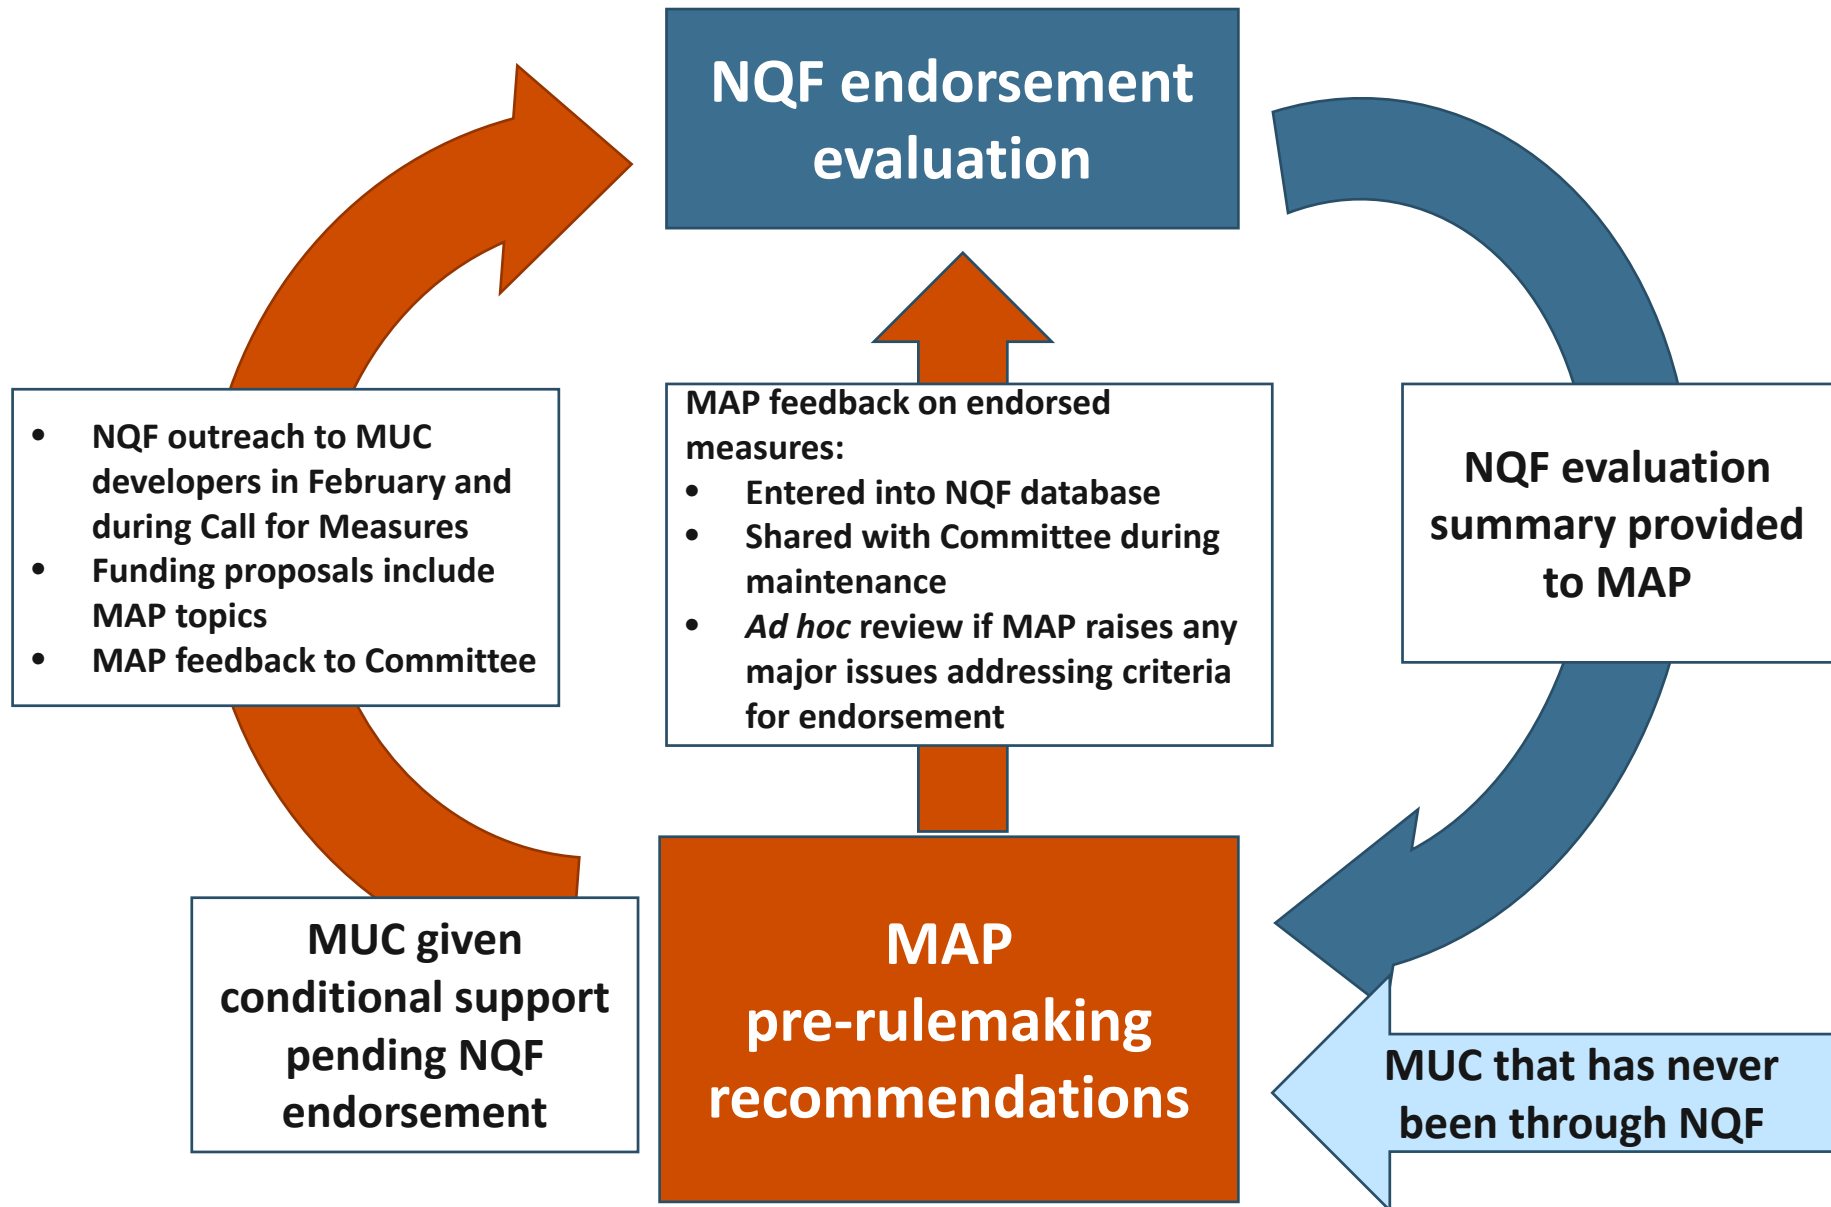 NQF endorsement
evaluation
• NQF outreach to MUC
developers in February and
during Call for Measures
• Funding proposals include
MAP topics
• MAP feedback to Committee
MAP feedback on endorsed
measures:
• Entered into NQF database
• Shared with Committee during
maintenance
• Ad hoc review if MAP raises any
major issues addressing criteria
for endorsement
NQF evaluation
summary provided
to MAP
MUC given
conditional support
pending NQF
endorsement
MAP
pre-rulemaking
recommendations
MUC that has never
been through NQF